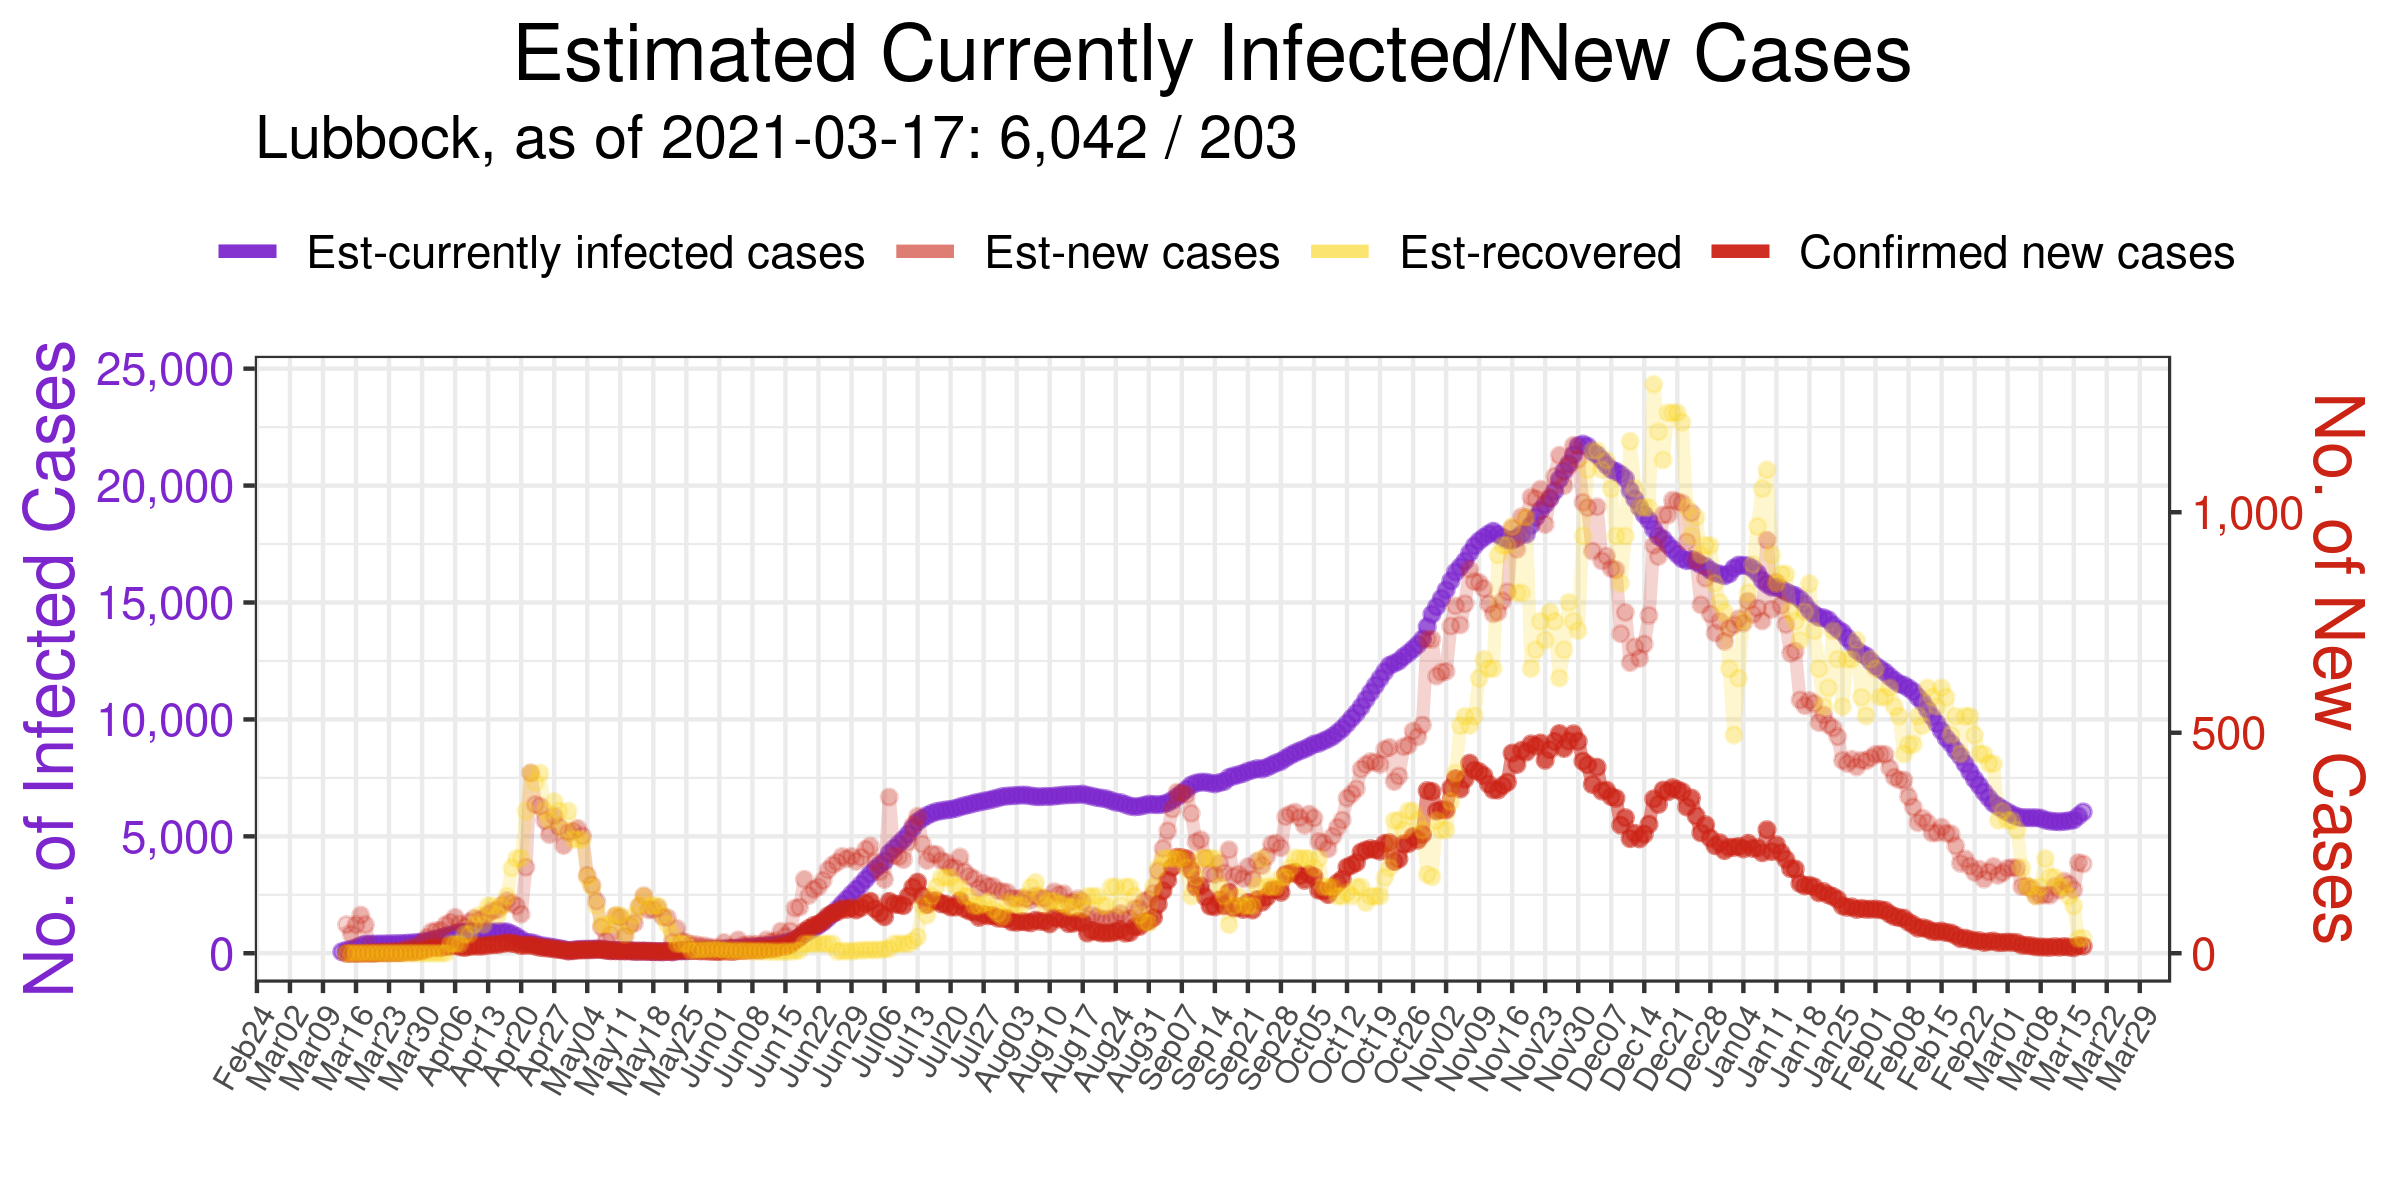 Estimated Currently Infected/New Cases
Lubbock, as of 2021-03-17: 6,042 / 203
Est-currently infected cases Est-new cases Est-recovered Confirmed new cases
No. of Infected Cases
25,000
20,000
15,000
10,000
5,000
0
No. of New Cases
1,000
500
0
Feb24
Mar02
Mar09
Mar16
Mar23
Mar30
Apr06
Apr13
Apr20
Apr27
May04
May11
May18
May25
Jun01
Jun08
Jun15
Jun22
Jun29
Jul06
Jul13
Jul20
Jul27
Aug03
Aug10
Aug17
Aug24
Aug31
Sep07
Sep14
Sep21
Sep28
Oct05
Oct12
Oct19
Oct26
Nov02
Nov09
Nov16
Nov23
Nov30
Dec07
Dec14
Dec21
Dec28
Jan04
Jan11
Jan18
Jan25
Feb01
Feb08
Feb15
Feb22
Mar01
Mar08
Mar15
Mar22
Mar29